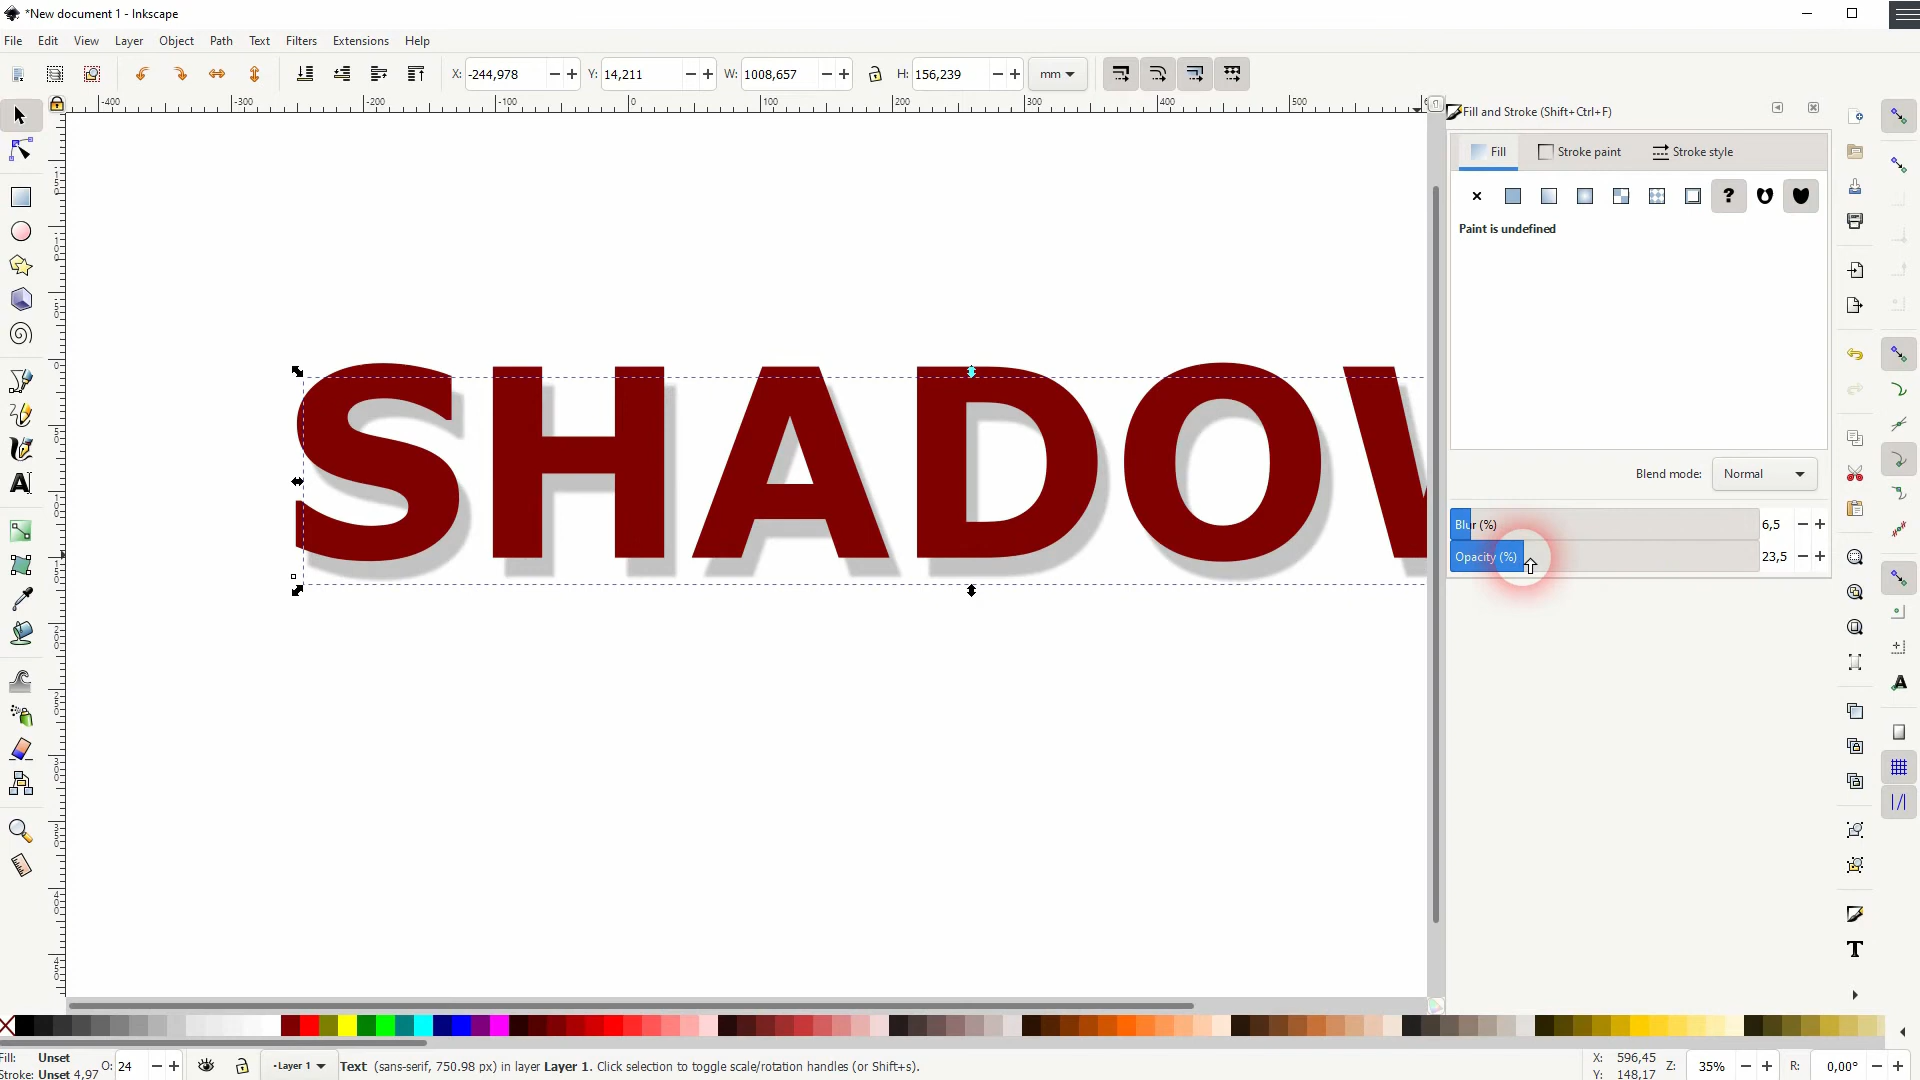 *New document 1 - Inkscape
File Edit View Layer Object Path Text Filters Extensions Help
X: -244,978 Y: 14,211 W: 1008,657 H: 156,239 mm
-400 -300 -200 -100 0 100 200 300 400 500
Fill and Stroke (Shift+Ctrl+F)
Fill Stroke paint Stroke style
?
Paint is undefined
SHADOW
Blend mode: Normal
Blur (%) 6,5
Opacity (%) 23,5
Fill: Unset
Stroke: Unset 4,97
O: 24
Layer 1
Text (sans-serif, 750.98 px) in layer Layer 1. Click selection to toggle scale/rotation handles (or Shift+s).
X: 596,45
Y: 148,17
Z: 35% R: 0,00°